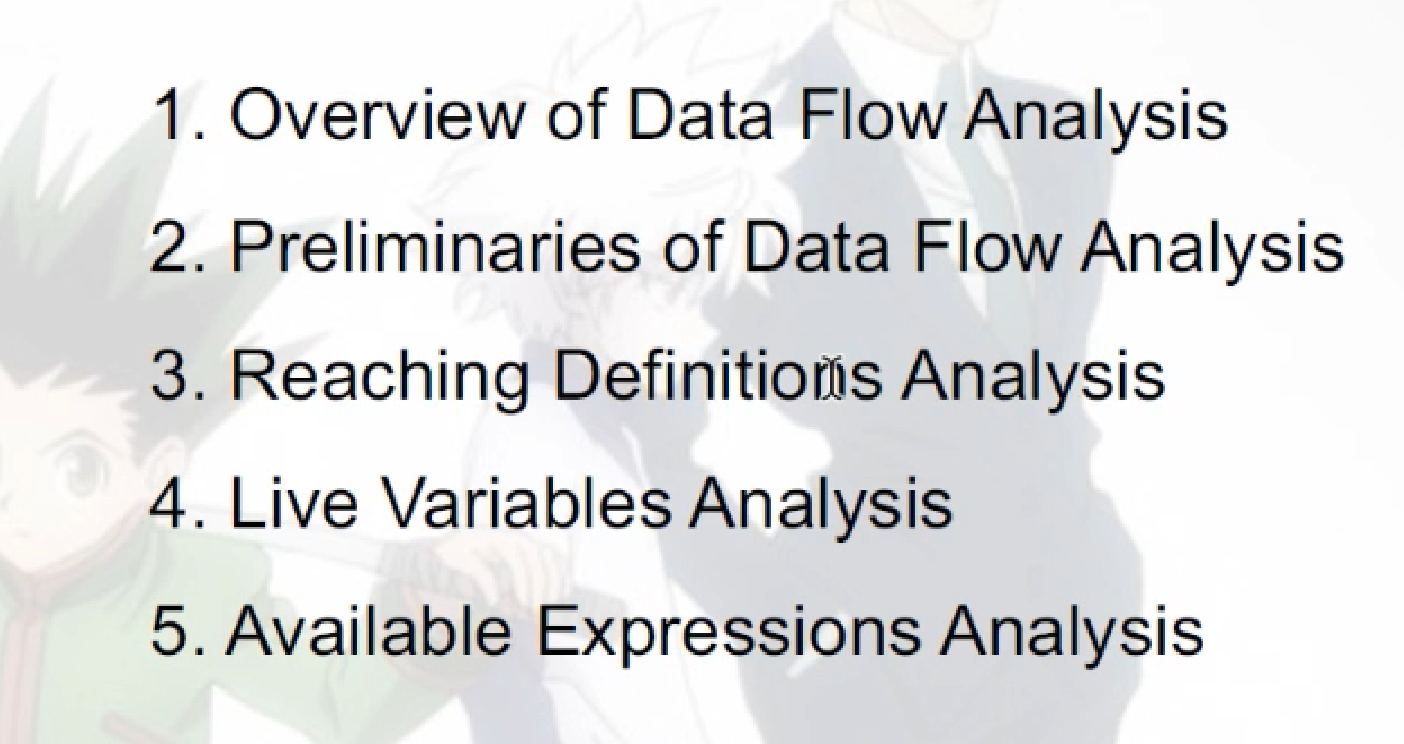 1. Overview of Data Flow Analysis
2. Preliminaries of Data Flow Analysis
3. Reaching Definitions Analysis
4. Live Variables Analysis
5. Available Expressions Analysis